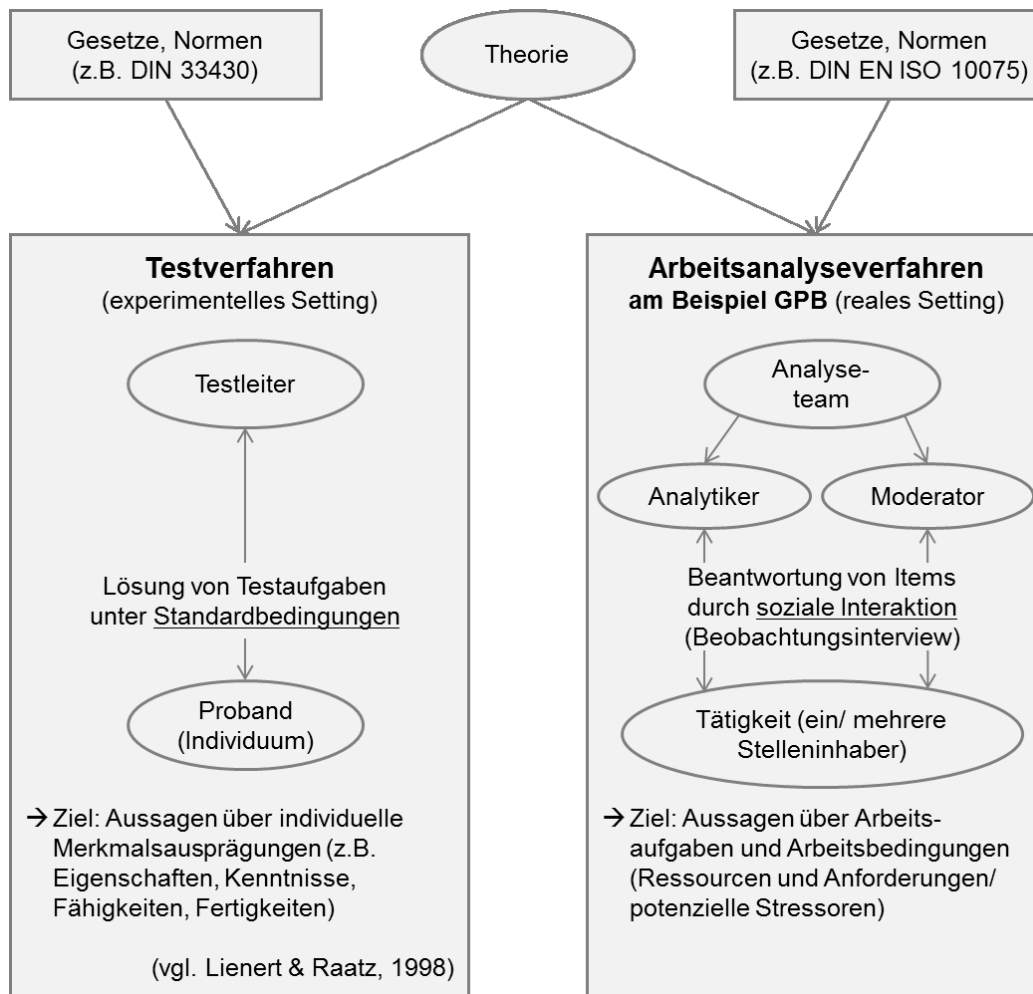 Gesetze, Normen
(z.B. DIN 33430)
Theorie
Gesetze, Normen
(z.B. DIN EN ISO 10075)
Testverfahren
(experimentelles Setting)
Testleiter
Lösung von Testaufgaben
unter Standardbedingungen
Proband
(Individuum)
→ Ziel: Aussagen über individuelle
Merkmalsausprägungen (z.B.
Eigenschaften, Kenntnisse,
Fähigkeiten, Fertigkeiten)
(vgl. Lienert & Raatz, 1998)
Arbeitsanalyseverfahren
am Beispiel GPB (reales Setting)
Analyse-
team
Analytiker
Moderator
Beantwortung von Items
durch soziale Interaktion
(Beobachtungsinterview)
Tätigkeit (ein/ mehrere
Stelleninhaber)
→ Ziel: Aussagen über Arbeits-
aufgaben und Arbeitsbedingungen
(Ressourcen und Anforderungen/
potenzielle Stressoren)